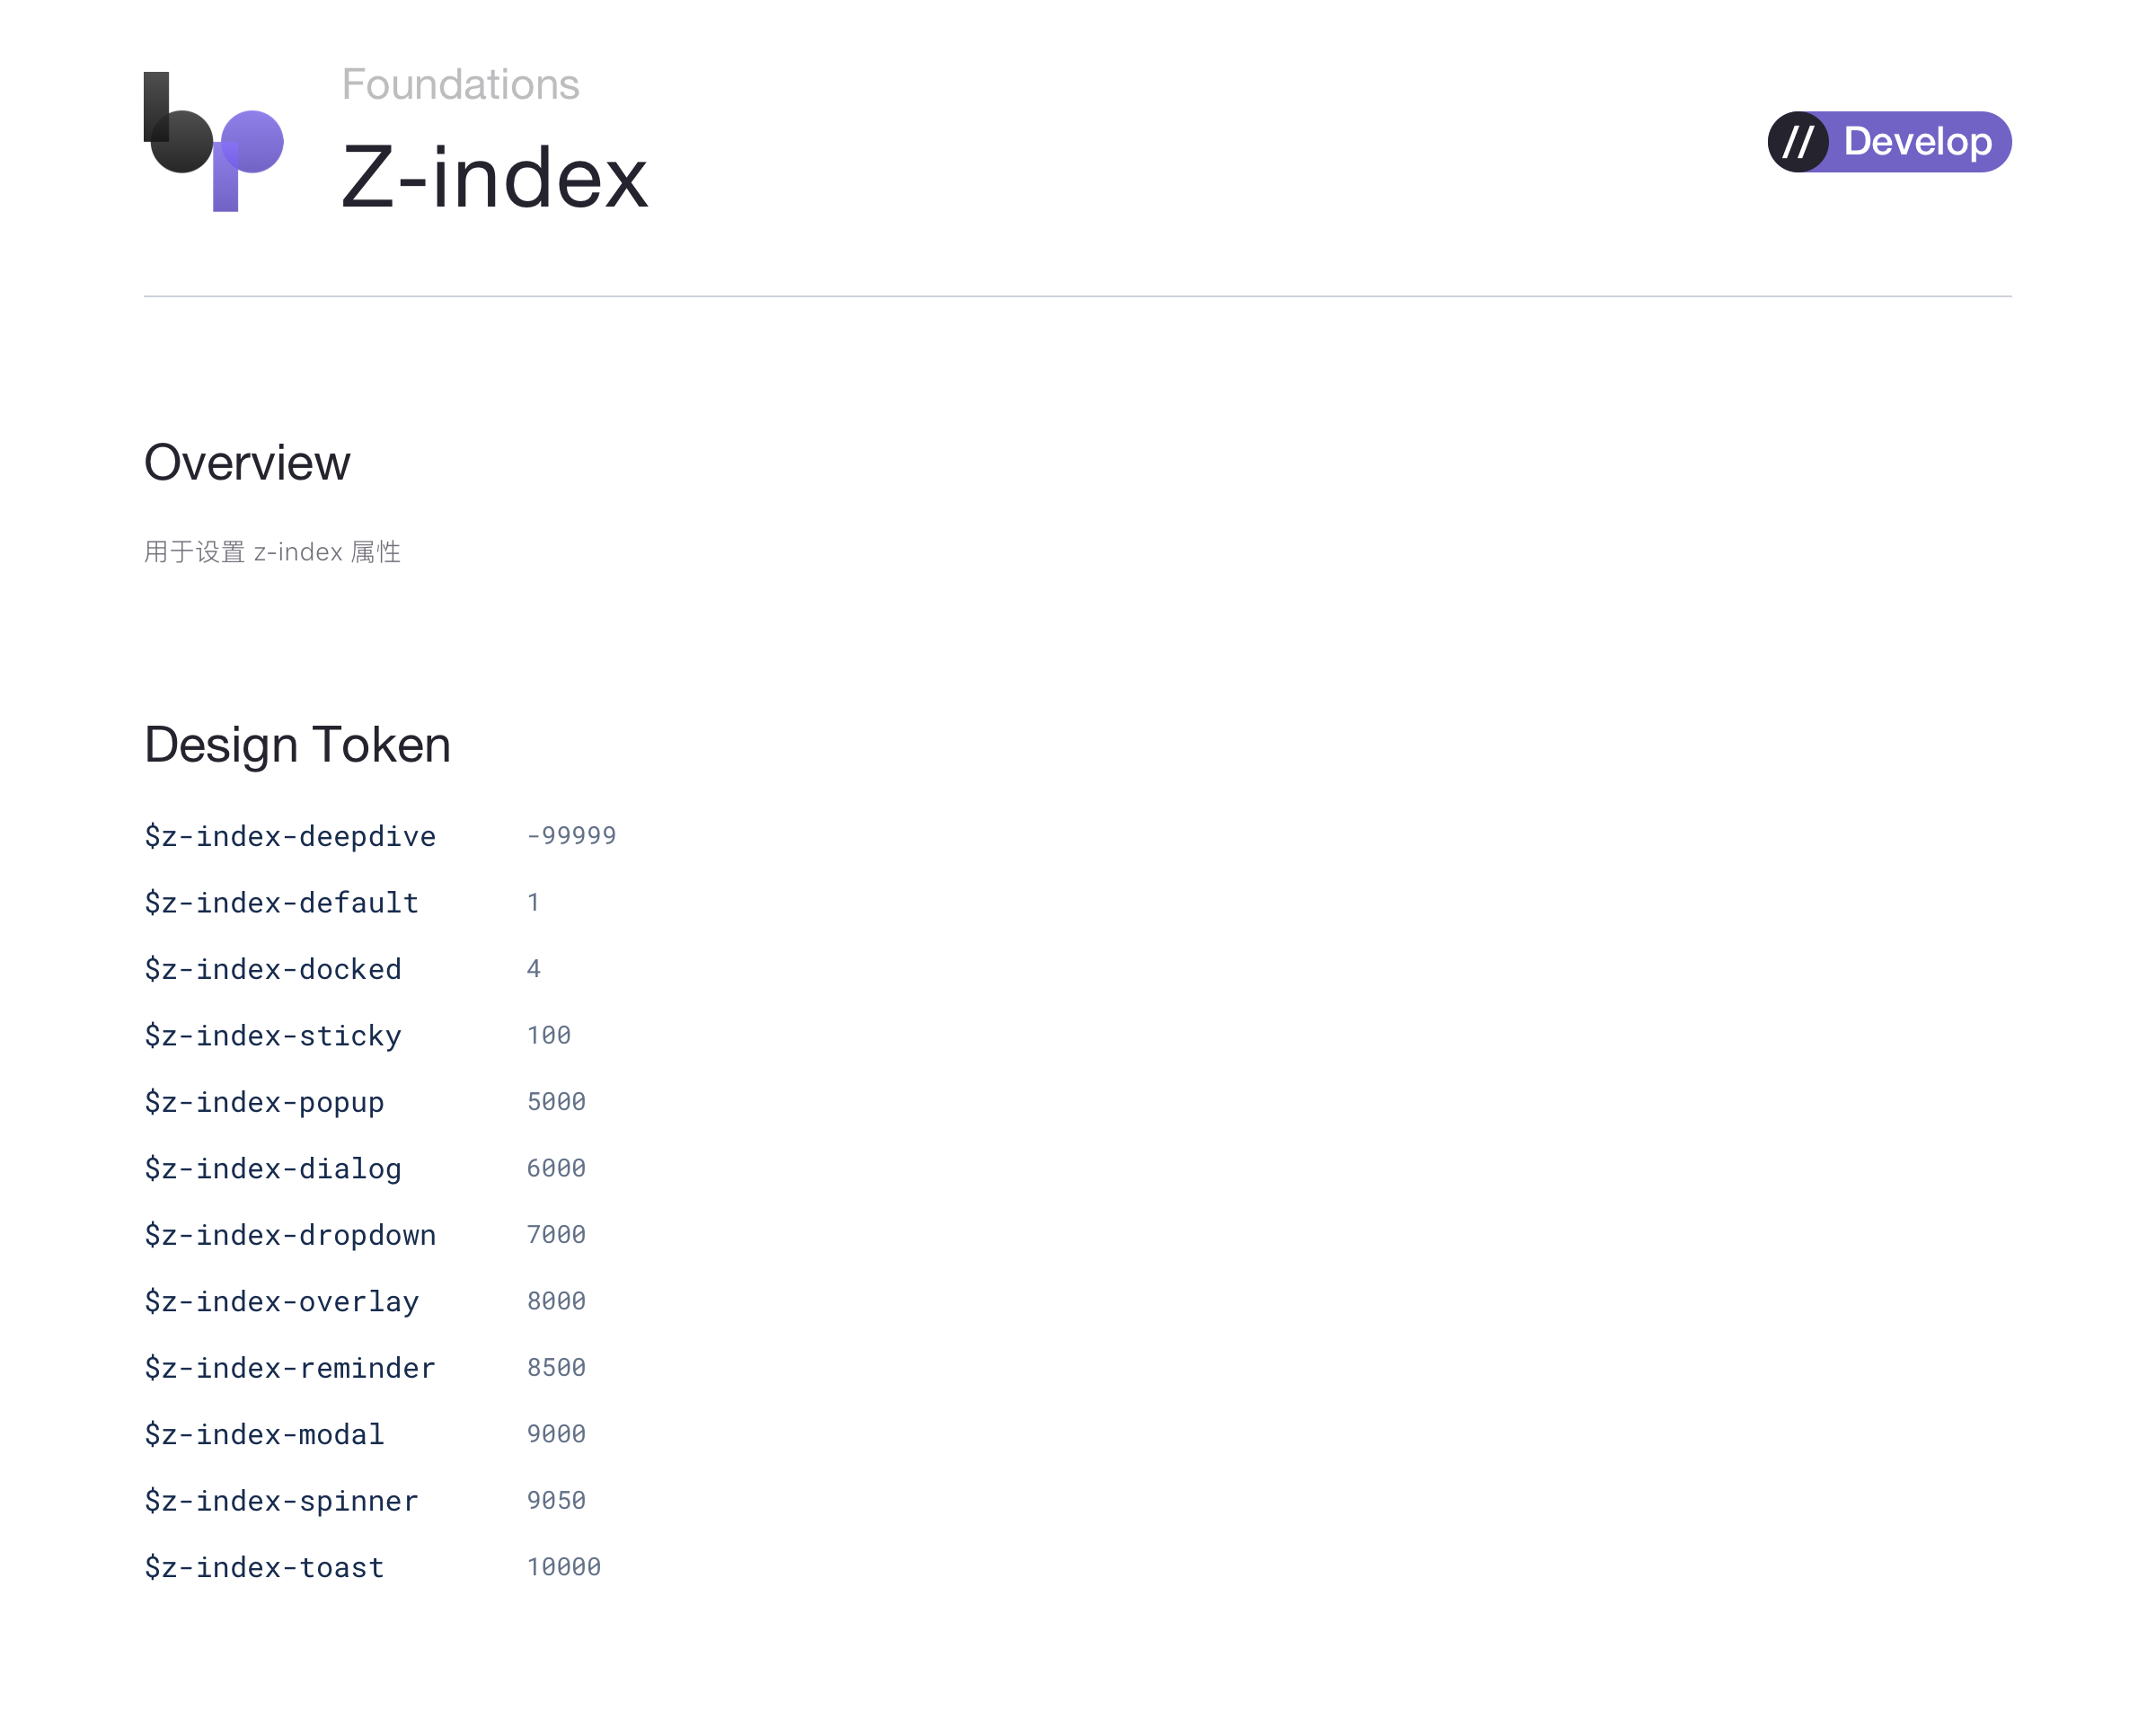 bp
Foundations
Z-index
// Develop
Overview
用于设置 z-index 属性
Design Token
$z-index-deepdive -99999
$z-index-default 1
$z-index-docked 4
$z-index-sticky 100
$z-index-popup 5000
$z-index-dialog 6000
$z-index-dropdown 7000
$z-index-overlay 8000
$z-index-reminder 8500
$z-index-modal 9000
$z-index-spinner 9050
$z-index-toast 10000